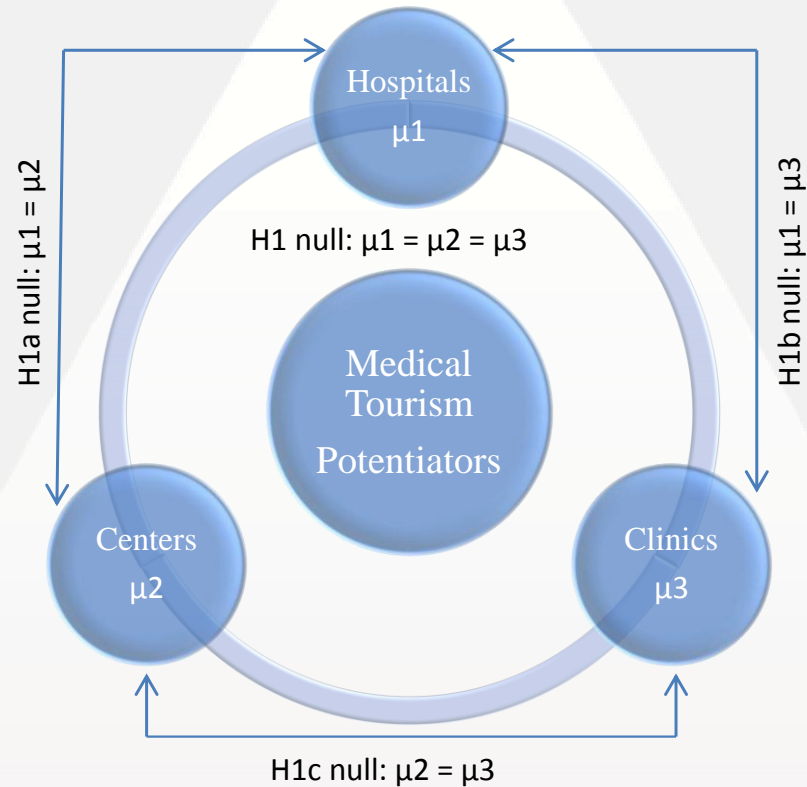 Hospitals
μ1
H1a null: μ1 = μ2
H1b null: μ1 = μ3
H1 null: μ1 = μ2 = μ3
Medical
Tourism
Potentiators
Centers
μ2
Clinics
μ3
H1c null: μ2 = μ3